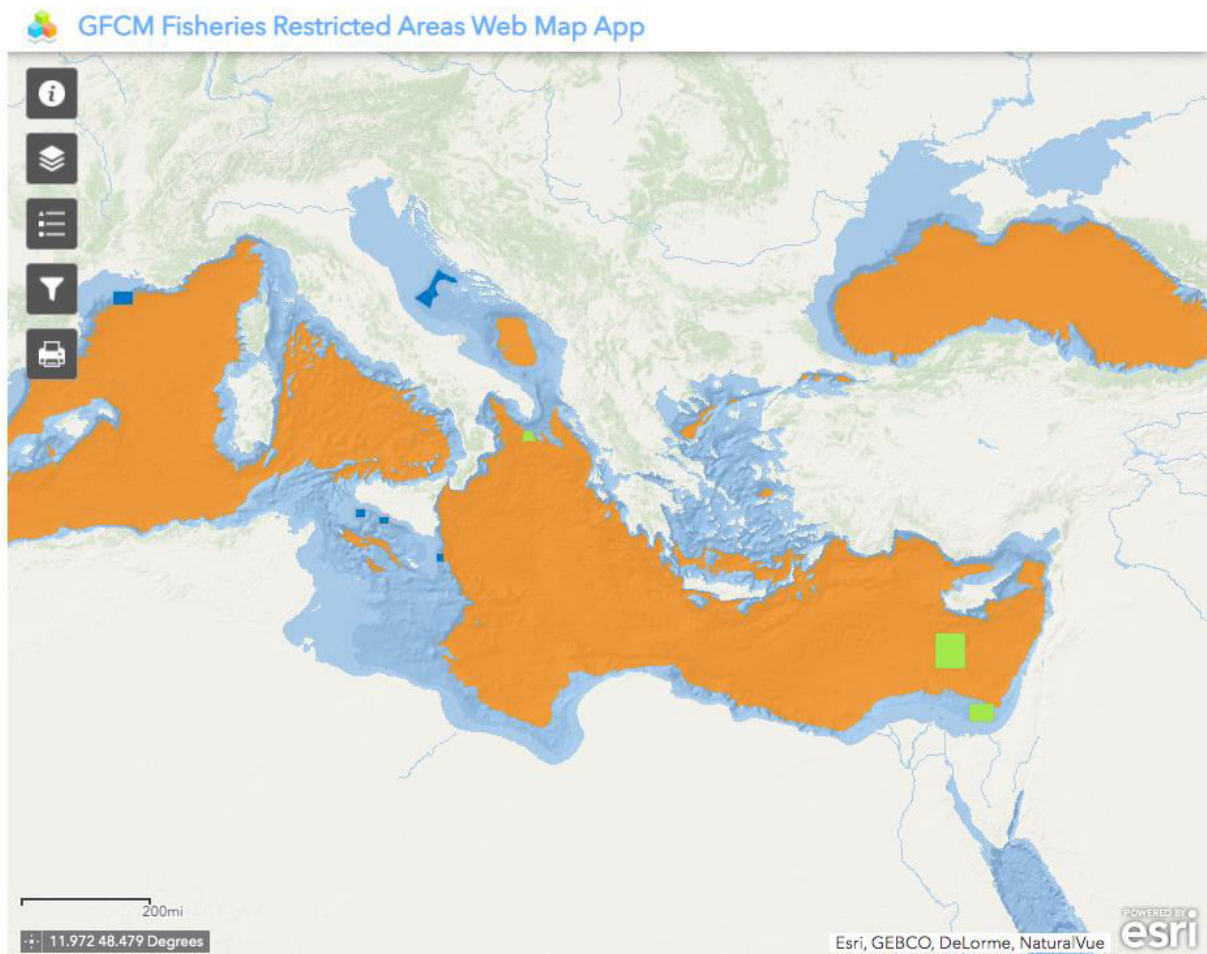 GFCM Fisheries Restricted Areas Web Map App
200mi
11.972 48.479 Degrees
Esri, GEBCO, DeLorme, NaturalVue
POWERED BY
esri